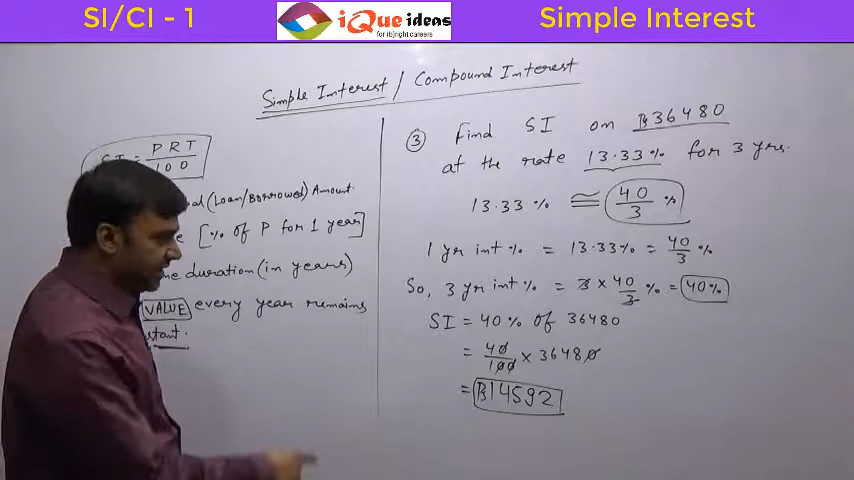 SI/CI - 1
iQue ideas
for (b)right careers
Simple Interest
Simple Interest / Compound Interest
SI = PRT
100
(Loan/Borrowed) Amount
[% of P for 1 year]
duration (in years)
VALUE every year remains
③ Find SI on ₨36480
at the rate 13.33% for 3 yrs.
13.33 % ≅ 40/3 %
1 yr int % = 13.33% = 40/3 %
So, 3 yr int % = 3 × 40/3 % = 40%
SI = 40% of 36480
= 40/100 × 36480
= ₨14592